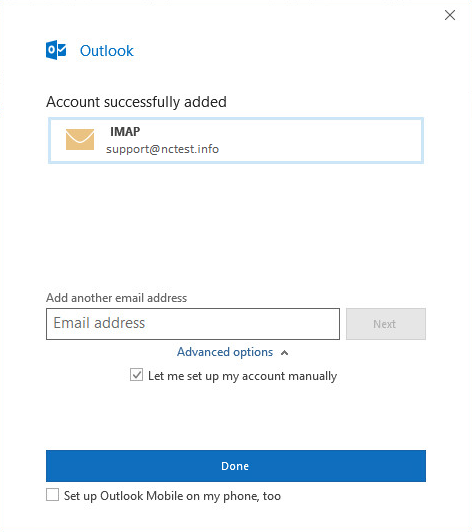 Outlook
Account successfully added
IMAP
support@nctest.info
Add another email address
Email address
Next
Advanced options
Let me set up my account manually
Done
Set up Outlook Mobile on my phone, too